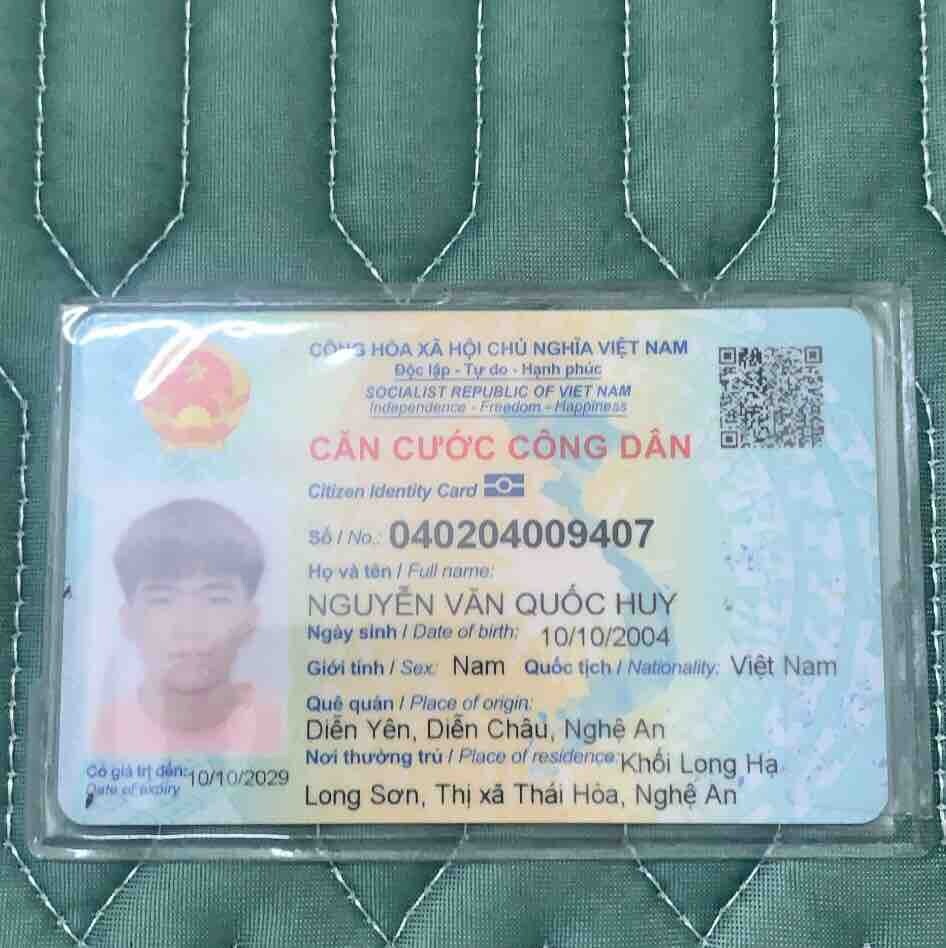 CỘNG HÒA XÃ HỘI CHỦ NGHĨA VIỆT NAM
Độc lập - Tự do - Hạnh phúc
SOCIALIST REPUBLIC OF VIET NAM
Independence - Freedom - Happiness
CĂN CƯỚC CÔNG DÂN
Citizen Identity Card
Số / No.: 040204009407
Họ và tên / Full name:
NGUYỄN VĂN QUỐC HUY
Ngày sinh / Date of birth: 10/10/2004
Giới tính / Sex: Nam Quốc tịch / Nationality: Việt Nam
Quê quán / Place of origin:
Diễn Yên, Diễn Châu, Nghệ An
Nơi thường trú / Place of residence: Khối Long Hạ
Long Sơn, Thị xã Thái Hòa, Nghệ An
Có giá trị đến: 10/10/2029
Date of expiry